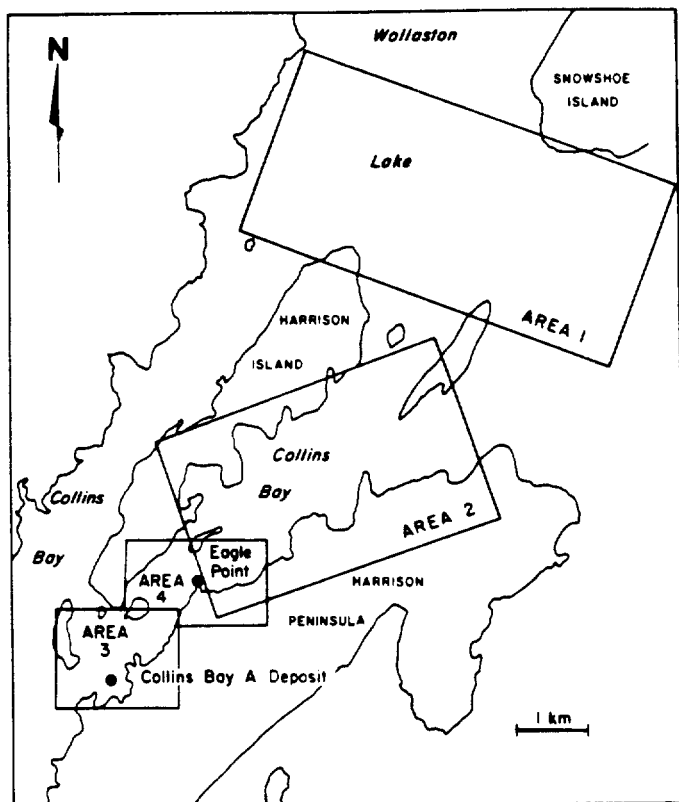 Wollaston
N
SNOWSHOE
ISLAND
Lake
AREA 1
HARRISON
ISLAND
Collins
Bay
Collins
Bay
AREA 2
Eagle
Point
AREA
4
HARRISON
PENINSULA
AREA
3
Collins Bay A Deposit
1 km